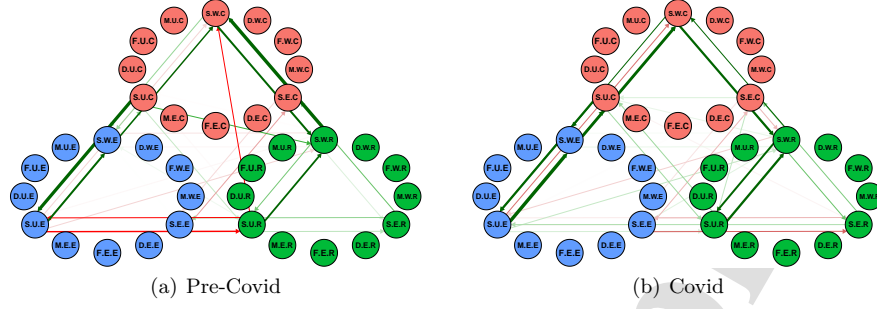 S.W.C
M.U.C
D.W.C
F.U.C
F.W.C
D.U.C
M.W.C
S.U.C
S.E.C
M.E.C
D.E.C
F.E.C
S.W.E
S.W.R
M.U.E
D.W.E
M.U.R
D.W.R
F.U.E
F.W.E
F.U.R
F.W.R
D.U.E
M.W.E
D.U.R
M.W.R
S.U.E
S.E.E
S.U.R
S.E.R
M.E.E
D.E.E
M.E.R
D.E.R
F.E.E
F.E.R
(a) Pre-Covid
S.W.C
M.U.C
D.W.C
F.U.C
F.W.C
D.U.C
M.W.C
S.U.C
S.E.C
M.E.C
D.E.C
F.E.C
S.W.E
S.W.R
M.U.E
D.W.E
M.U.R
D.W.R
F.U.E
F.W.E
F.U.R
F.W.R
D.U.E
M.W.E
D.U.R
M.W.R
S.U.E
S.E.E
S.U.R
S.E.R
M.E.E
D.E.E
M.E.R
D.E.R
F.E.E
F.E.R
(b) Covid